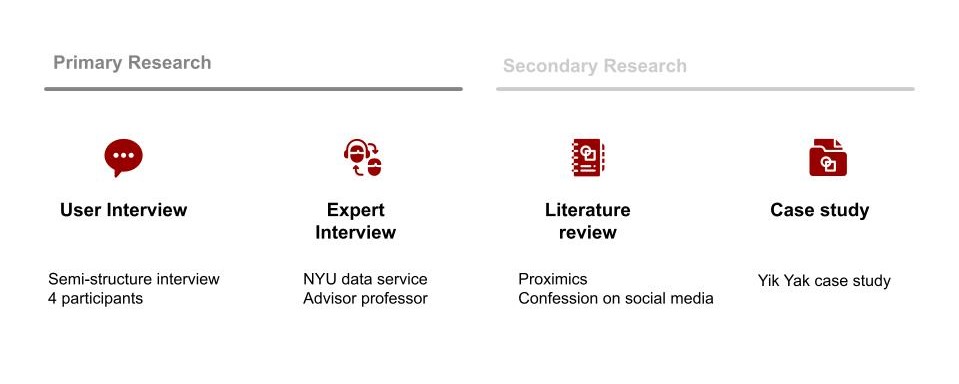 Primary Research
Secondary Research
User Interview
Expert
Interview
Literature
review
Case study
Semi-structure interview
4 participants
NYU data service
Advisor professor
Proximics
Confession on social media
Yik Yak case study